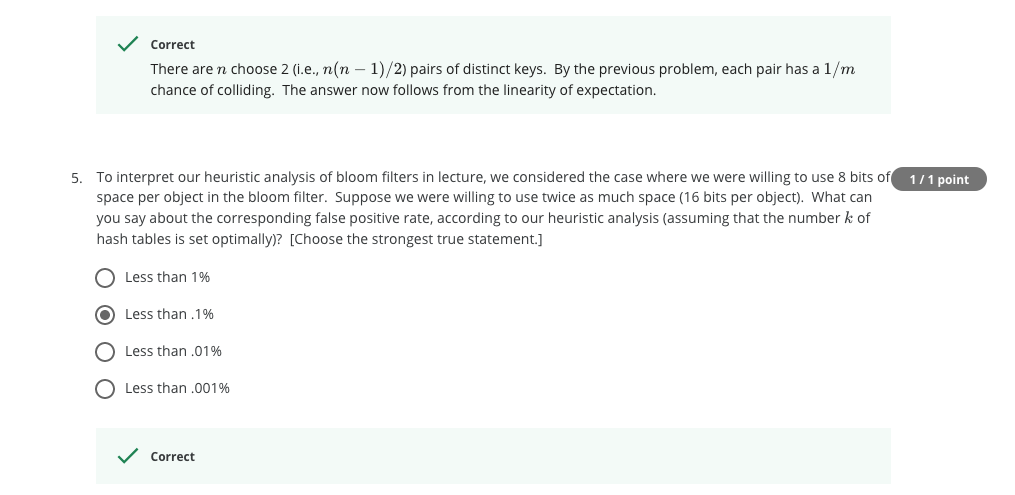 Correct
There are n choose 2 (i.e., n(n − 1)/2) pairs of distinct keys. By the previous problem, each pair has a 1/m
chance of colliding. The answer now follows from the linearity of expectation.
5. To interpret our heuristic analysis of bloom filters in lecture, we considered the case where we were willing to use 8 bits of
1 / 1 point
space per object in the bloom filter. Suppose we were willing to use twice as much space (16 bits per object). What can
you say about the corresponding false positive rate, according to our heuristic analysis (assuming that the number k of
hash tables is set optimally)? [Choose the strongest true statement.]
Less than 1%
Less than .1%
Less than .01%
Less than .001%
Correct